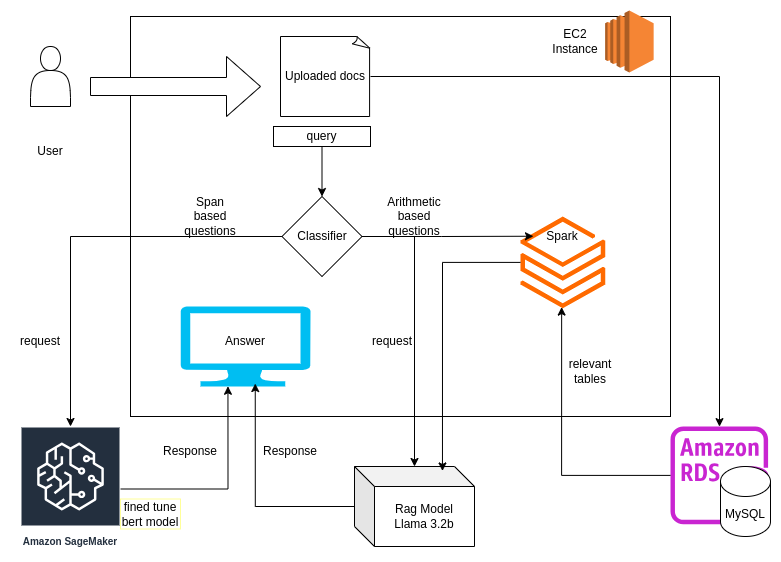 EC2
Instance
Uploaded docs
User
query
Span
based
questions
Arithmetic
based
questions
Classifier
Spark
request
Answer
request
relevant
tables
Response
Response
Amazon
RDS
MySQL
fined tune
bert model
Rag Model
Llama 3.2b
Amazon SageMaker